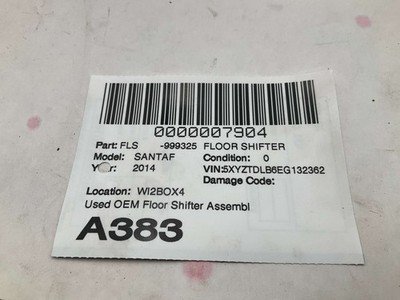 0000007904
Part: FLS -999325 FLOOR SHIFTER
Model: SANTAF Condition: 0
Year: 2014 VIN:5XYZTDLB6EG132362
Damage Code:
Location: WI2BOX4
Used OEM Floor Shifter Assembl
A383